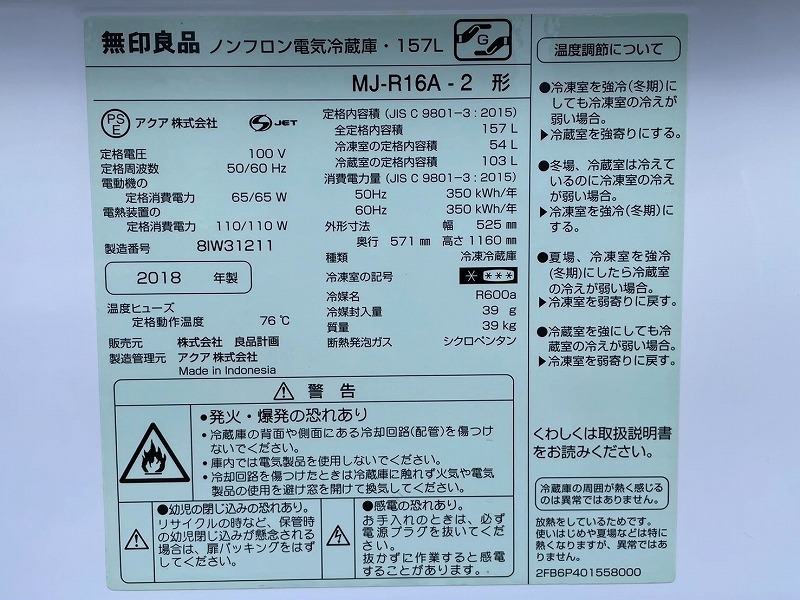 無印良品 ノンフロン電気冷蔵庫・157L
G
MJ-R16A - 2 形
PS
E
アクア 株式会社
S JET
定格電圧 100 V
定格周波数 50/60 Hz
電動機の
定格消費電力 65/65 W
電熱装置の
定格消費電力 110/110 W
製造番号 8IW31211
2018 年製
温度ヒューズ
定格動作温度 76℃
販売元 株式会社 良品計画
製造管理元 アクア 株式会社
Made in Indonesia
定格内容積 (JIS C 9801-3 : 2015)
全定格内容積 157 L
冷凍室の定格内容積 54 L
冷蔵室の定格内容積 103 L
消費電力量 (JIS C 9801-3 : 2015)
50Hz 350 kWh/年
60Hz 350 kWh/年
外形寸法 幅 525 mm
奥行 571 mm 高さ 1160 mm
種類 冷凍冷蔵庫
冷凍室の記号
冷媒名 R600a
冷媒封入量 39 g
質量 39 kg
断熱発泡ガス シクロペンタン
警 告
・発火・爆発の恐れあり
・冷蔵庫の背面や側面にある冷却回路(配管)を傷つけ
ないでください。
・庫内では電気製品を使用しないでください。
・冷却回路を傷つけたときは冷蔵庫に触れず火気や電気
製品の使用を避け窓を開けて換気してください。
●幼児の閉じ込みの恐れあり。
リサイクルの時など、保管時
の幼児閉じ込みが懸念される
場合は、扉パッキングをはず
してください。
●感電の恐れあり。
お手入れのときは、必ず
電源プラグを抜いてくだ
さい。
抜かずに作業すると感電
することがあります。
温度調節について
●冷凍室を強冷(冬期)に
しても冷凍室の冷えが
弱い場合。
▶冷蔵室を強寄りにする。
●冬場、冷蔵室は冷えて
いるのに冷凍室の冷え
が弱い場合。
▶冷凍室を強冷(冬期)に
する。
●夏場、冷凍室を強冷
(冬期)にしたら冷蔵室
の冷えが弱い場合。
▶冷凍室を弱寄りに戻す。
●冷蔵室を強にしても冷
蔵室の冷えが弱い場合。
▶冷凍室を弱寄りに戻す。
くわしくは取扱説明書
をお読みください。
冷蔵庫の周囲が熱く感じる
のは異常ではありません。
放熱をしているためです。
使いはじめや夏場などは特に
熱くなりますが、異常ではあ
りません。
2FB6P401558000